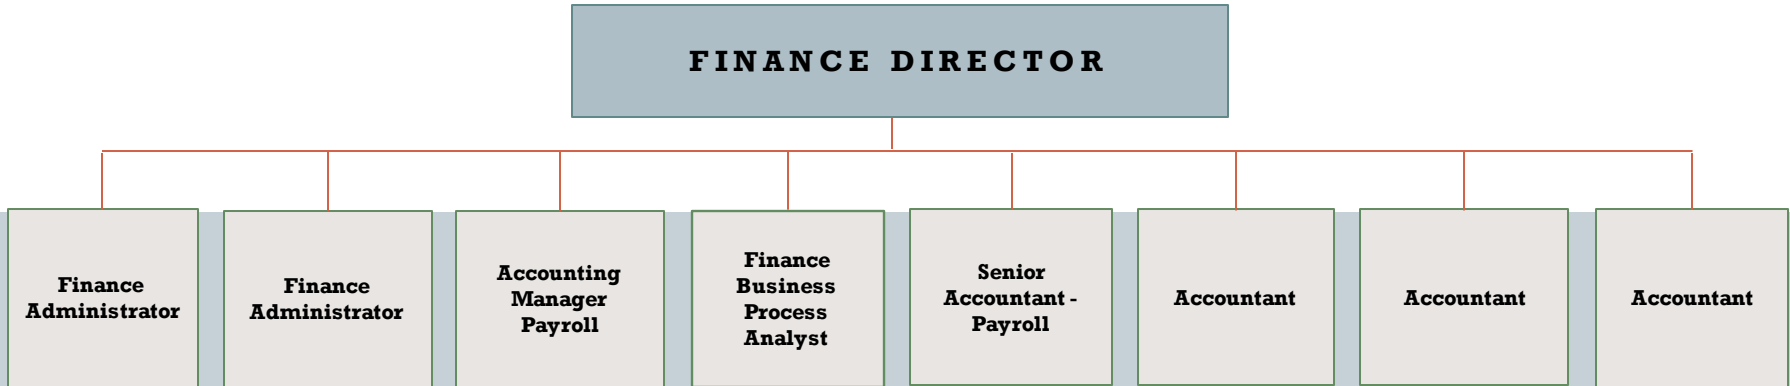 FINANCE DIRECTOR
Finance
Administrator
Finance
Administrator
Accounting
Manager
Payroll
Finance
Business
Process
Analyst
Senior
Accountant -
Payroll
Accountant
Accountant
Accountant